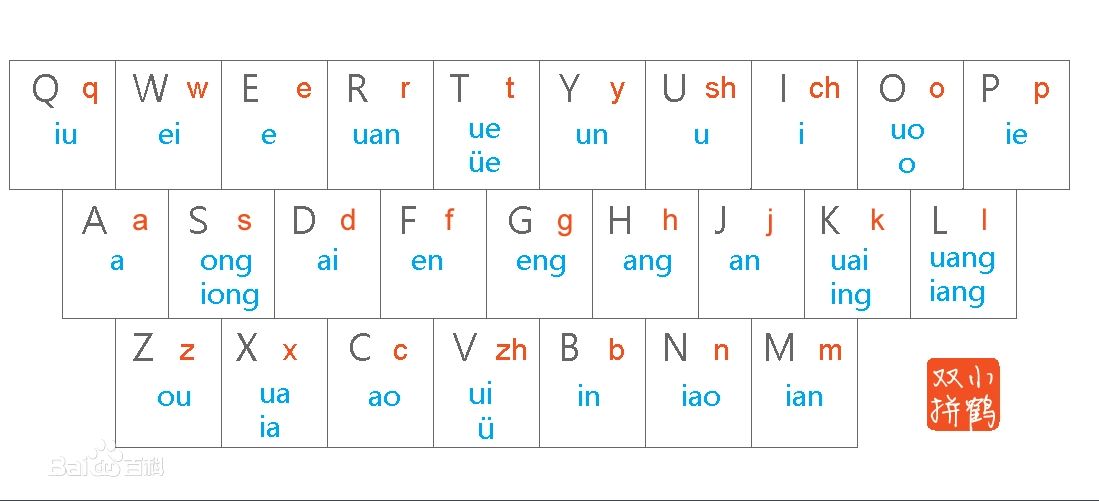 Q q W w E e R r T t Y y U sh I ch O o P p
iu ei e uan ue un u i uo ie
üe o
A a S s D d F f G g H h J j K k L l
a ong ai en eng ang an uai uang
iong ing iang
Z z X x C c V zh B b N n M m
ou ua ao ui in iao ian
ia ü
双小
拼鹤
Bai百科